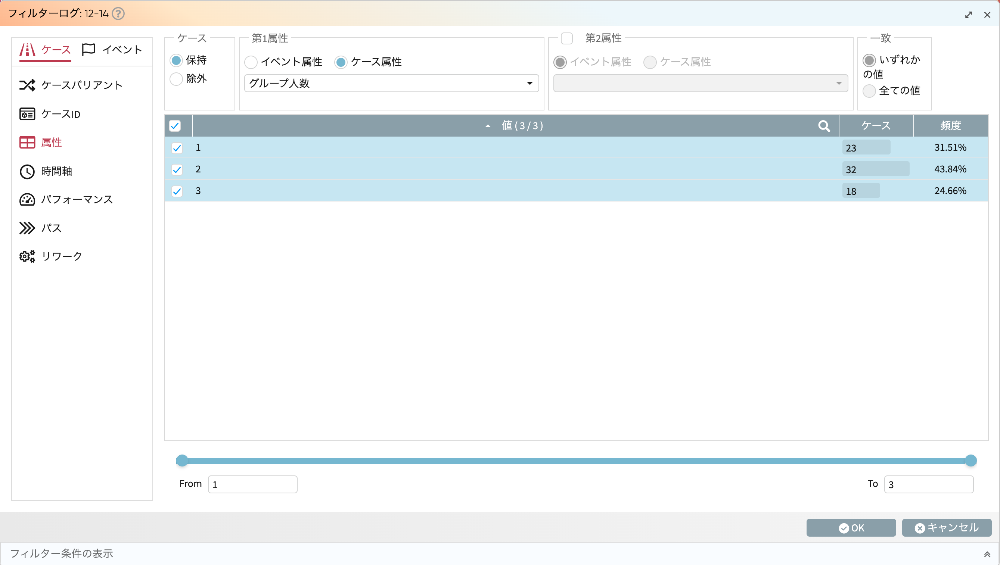 フィルターログ: 12-14
ケース
イベント
ケースバリアント
ケースID
属性
時間軸
パフォーマンス
パス
リワーク
ケース
保持
除外
第1属性
イベント属性 ケース属性
グループ人数
第2属性
イベント属性 ケース属性
一致
いずれか
の値
全ての値
値 ( 3 / 3 ) ケース 頻度
1 23 31.51%
2 32 43.84%
3 18 24.66%
From 1 To 3
OK キャンセル
フィルター条件の表示